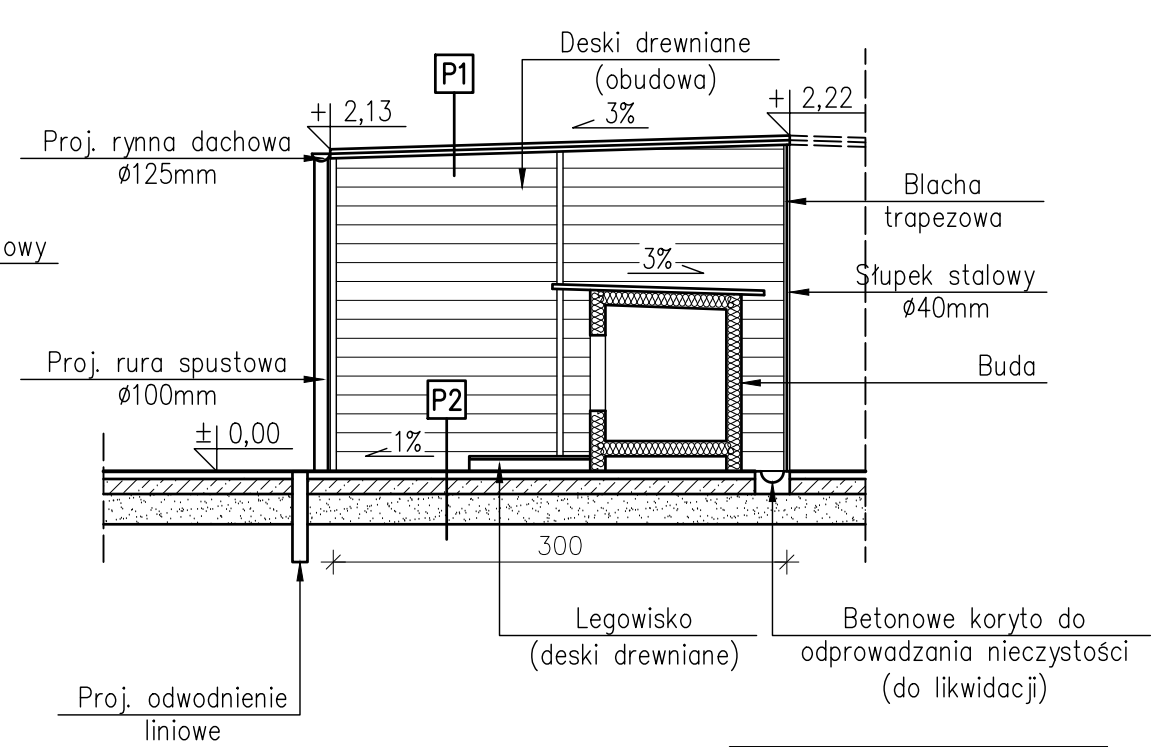 Deski drewniane
(obudowa)
P1
3%
+ 2,22
+ 2,13
Proj. rynna dachowa
Ø125mm
Blacha
trapezowa
owy
3%
Słupek stalowy
Ø40mm
Proj. rura spustowa
Ø100mm
Buda
P2
± 0,00
1%
300
Legowisko
(deski drewniane)
Betonowe koryto do
odprowadzania nieczystości
(do likwidacji)
Proj. odwodnienie
liniowe